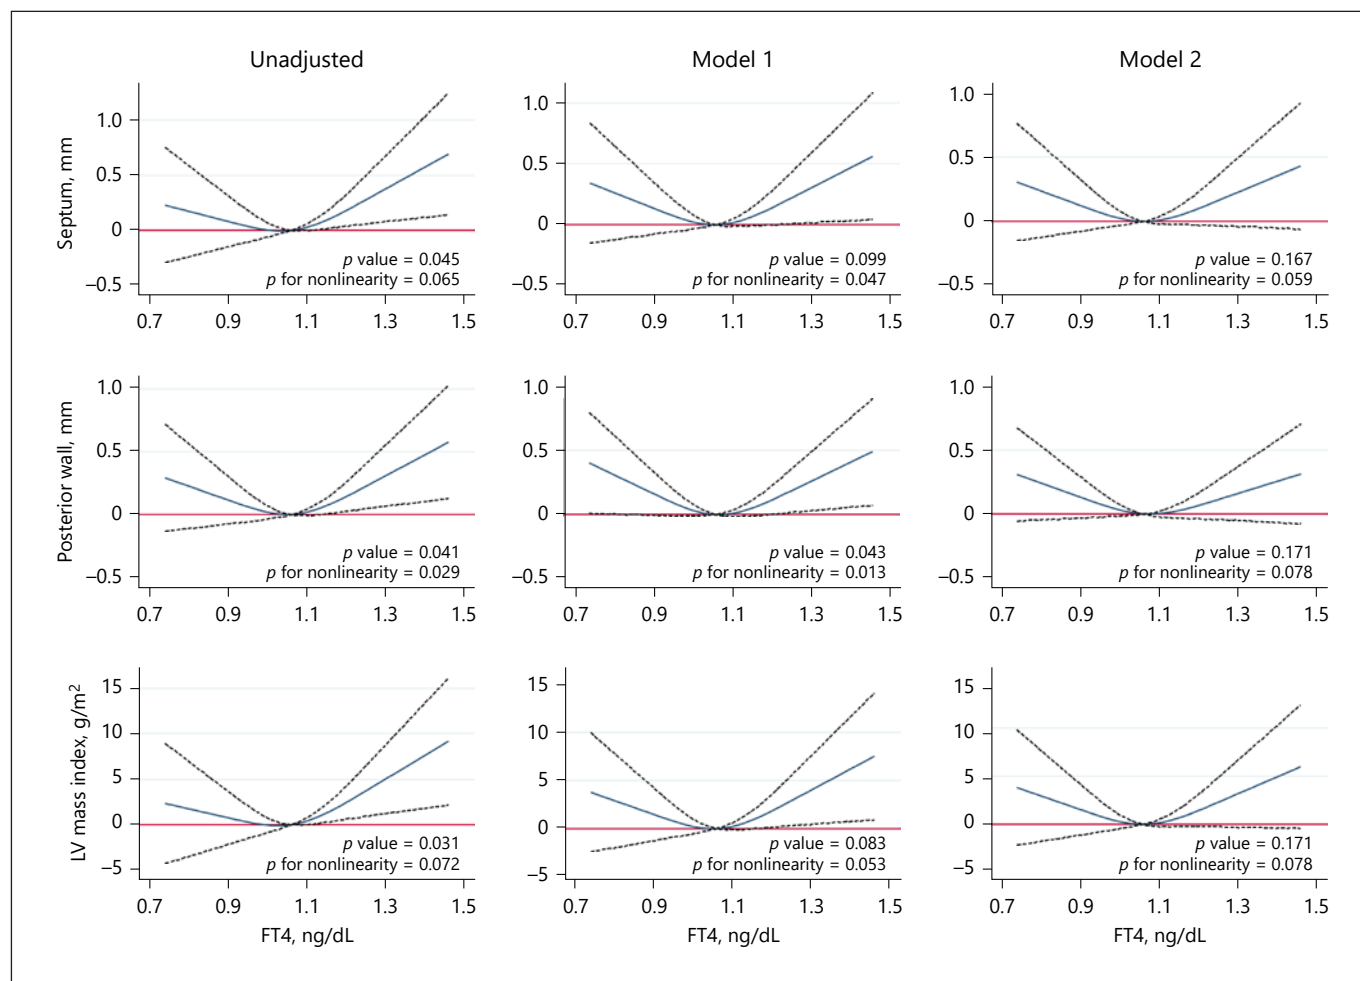 Unadjusted
Model 1
Model 2
Septum, mm
1.0
0.5
0
–0.5
p value = 0.045
p for nonlinearity = 0.065
0.7 0.9 1.1 1.3 1.5
1.0
0.5
0
–0.5
p value = 0.099
p for nonlinearity = 0.047
0.7 0.9 1.1 1.3 1.5
1.0
0.5
0
–0.5
p value = 0.167
p for nonlinearity = 0.059
0.7 0.9 1.1 1.3 1.5
Posterior wall, mm
1.0
0.5
0
–0.5
p value = 0.041
p for nonlinearity = 0.029
0.7 0.9 1.1 1.3 1.5
1.0
0.5
0
–0.5
p value = 0.043
p for nonlinearity = 0.013
0.7 0.9 1.1 1.3 1.5
1.0
0.5
0
–0.5
p value = 0.171
p for nonlinearity = 0.078
0.7 0.9 1.1 1.3 1.5
LV mass index, g/m²
15
10
5
0
–5
p value = 0.031
p for nonlinearity = 0.072
0.7 0.9 1.1 1.3 1.5
FT4, ng/dL
15
10
5
0
–5
p value = 0.083
p for nonlinearity = 0.053
0.7 0.9 1.1 1.3 1.5
FT4, ng/dL
15
10
5
0
–5
p value = 0.171
p for nonlinearity = 0.078
0.7 0.9 1.1 1.3 1.5
FT4, ng/dL